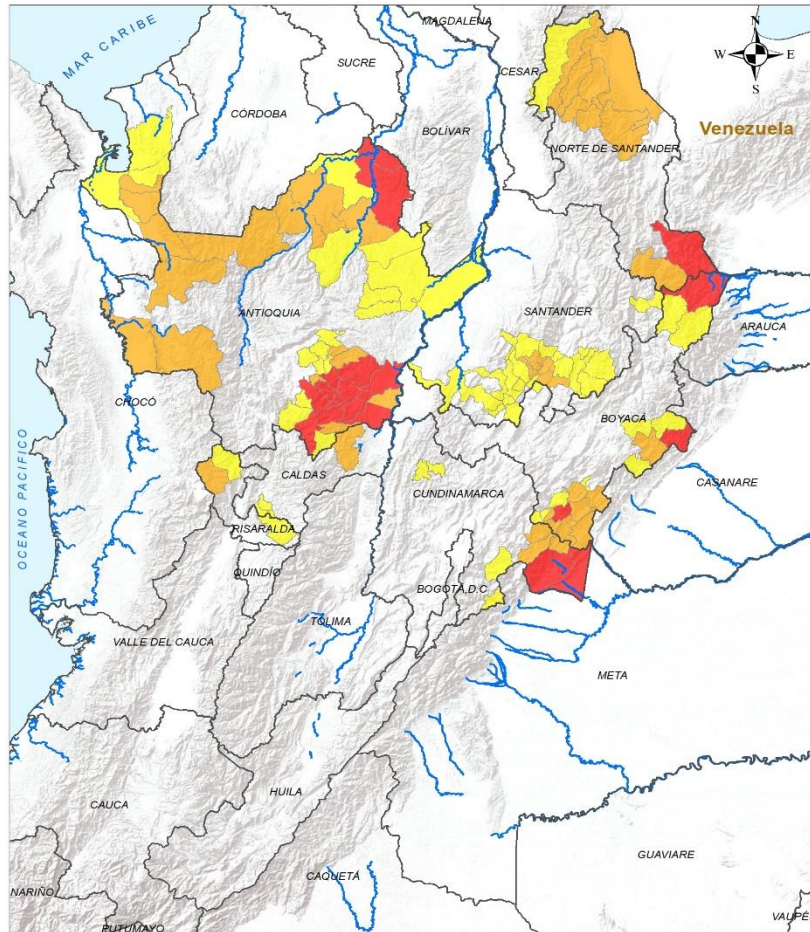 MAGDALENA
MAR CARIBE
SUCRE
CESAR
N
W E
S
CÓRDOBA
BOLÍVAR
Venezuela
NORTE DE SANTANDER
ANTIOQUIA
SANTANDER
ARAUCA
CHOCÓ
BOYACÁ
OCEANO PACIFICO
CALDAS
CUNDINAMARCA
CASANARE
RISARALDA
QUINDÍO
BOGOTÁ, D.C
TOLIMA
VALLE DEL CAUCA
META
HUILA
CAUCA
GUAVIARE
CAQUETÁ
NARIÑO
VAUPÉ
PUTUMAYO